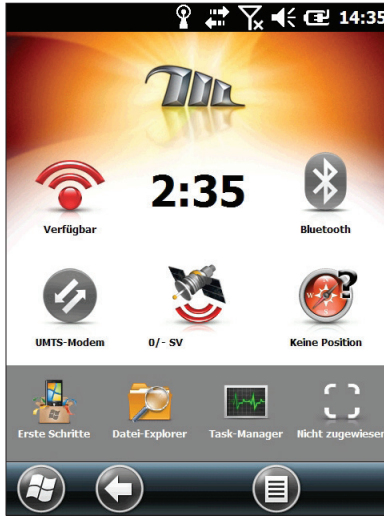 14:35
2:35
Verfügbar
Bluetooth
UMTS-Modem
0/- SV
Keine Position
Erste Schritte
Datei-Explorer
Task-Manager
Nicht zugewiesen